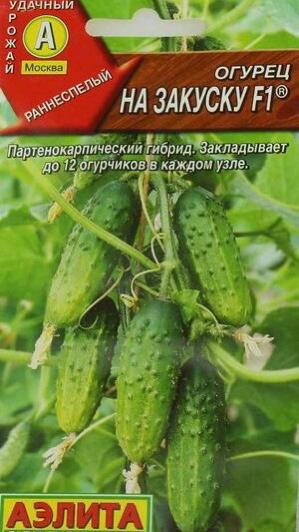 УДАЧНЫЙ
УРОЖАЙ
А
Москва
РАННЕСПЕЛЫЙ
ОГУРЕЦ
НА ЗАКУСКУ F1®
Партенокарпический гибрид. Закладывает
до 12 огурчиков в каждом узле.
АЭЛИТА